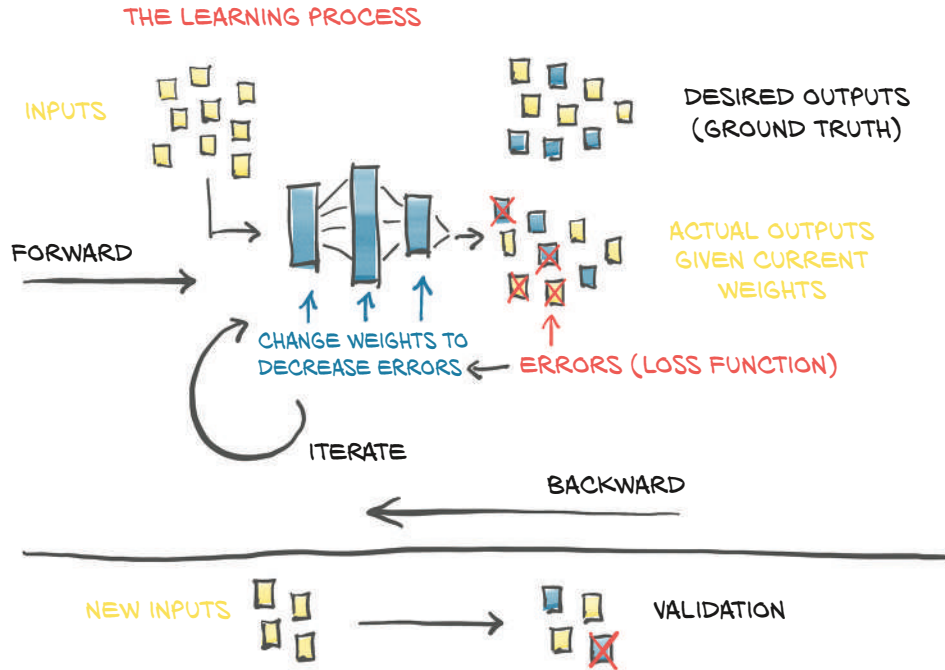 THE LEARNING PROCESS
INPUTS
DESIRED OUTPUTS
(GROUND TRUTH)
FORWARD
ACTUAL OUTPUTS
GIVEN CURRENT
WEIGHTS
CHANGE WEIGHTS TO
DECREASE ERRORS
ERRORS (LOSS FUNCTION)
ITERATE
BACKWARD
NEW INPUTS
VALIDATION